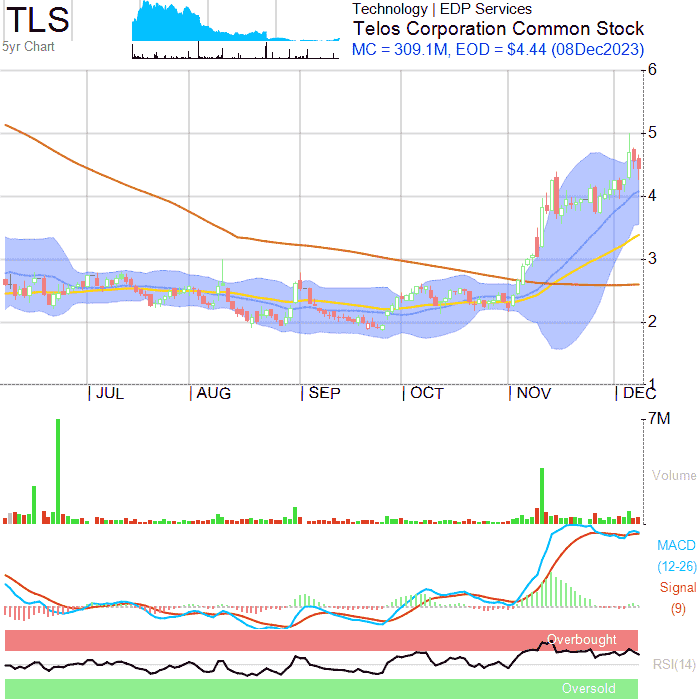 TLS
5yr Chart
Technology | EDP Services
Telos Corporation Common Stock
MC = 309.1M, EOD = $4.44 (08Dec2023)
6
5
4
3
2
1
JUL AUG SEP OCT NOV DEC
7M
Volume
MACD
(12-26)
Signal
(9)
Overbought
RSI(14)
Oversold